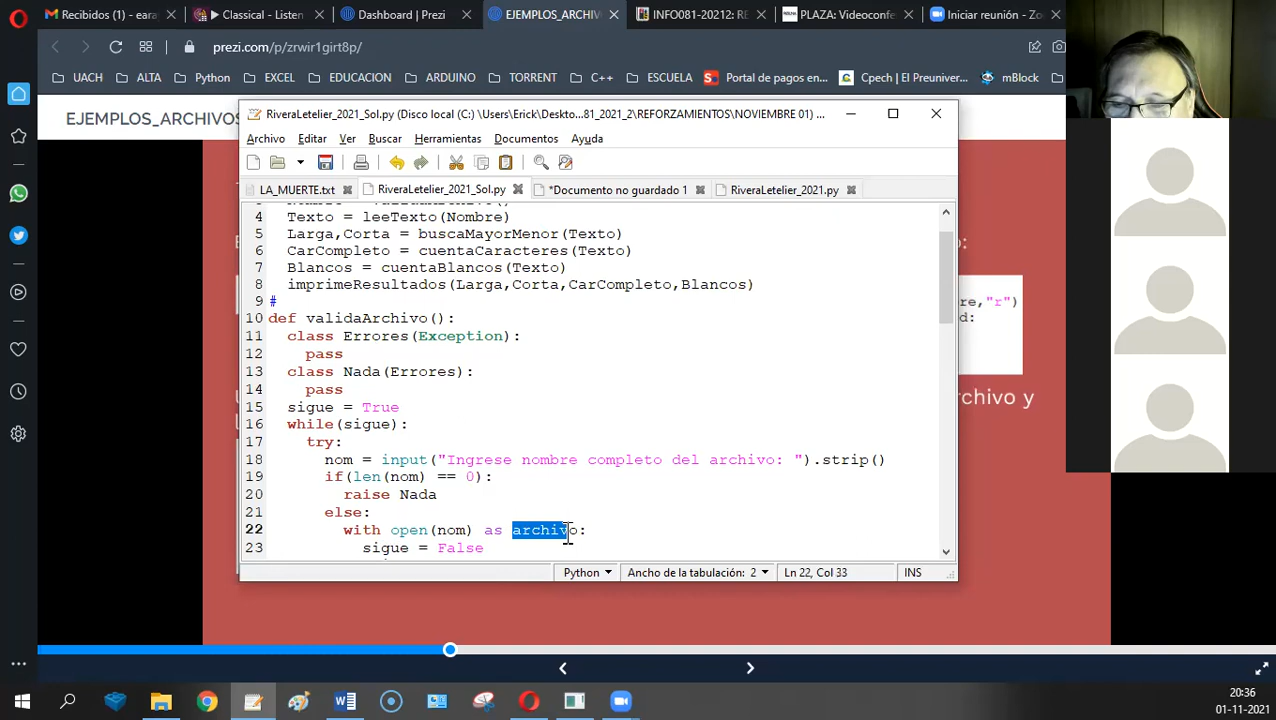 Recibidos (1) - earay
Classical - Listen
Dashboard | Prezi
EJEMPLOS_ARCHIVO
INFO081-20212: RE
PLAZA: Videoconfe
Iniciar reunión - Zo
prezi.com/p/zrwir1girt8p/
UACH
ALTA
Python
EXCEL
EDUCACION
ARDUINO
TORRENT
C++
ESCUELA
Portal de pagos en...
Cpech | El Preuniver...
mBlock
EJEMPLOS_ARCHIVOS
RiveraLetelier_2021_Sol.py (Disco local (C:) \Users\Erick\Deskto...81_2021_2\REFORZAMIENTOS\NOVIEMBRE 01) ...
Archivo Editar Ver Buscar Herramientas Documentos Ayuda
LA_MUERTE.txt
RiveraLetelier_2021_Sol.py
*Documento no guardado 1
RiveraLetelier_2021.py
4 Texto = leeTexto(Nombre)
5 Larga,Corta = buscaMayorMenor(Texto)
6 CarCompleto = cuentaCaracteres(Texto)
7 Blancos = cuentaBlancos(Texto)
8 imprimeResultados(Larga,Corta,CarCompleto,Blancos)
9 #
10 def validaArchivo():
11 class Errores(Exception):
12 pass
13 class Nada(Errores):
14 pass
15 sigue = True
16 while(sigue):
17 try:
18 nom = input("Ingrese nombre completo del archivo: ").strip()
19 if(len(nom) == 0):
20 raise Nada
21 else:
22 with open(nom) as archivo:
23 sigue = False
Python
Ancho de la tabulación: 2
Ln 22, Col 33
INS
o:
re,"r")
d:
rchivo y
20:36
01-11-2021